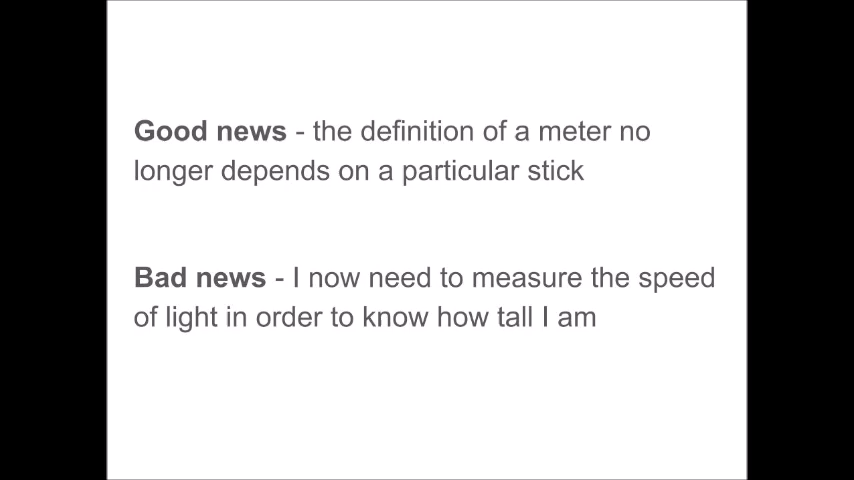 Good news - the definition of a meter no
longer depends on a particular stick
Bad news - I now need to measure the speed
of light in order to know how tall I am